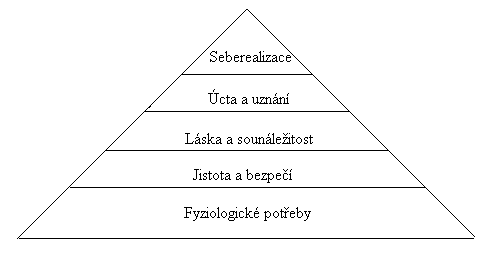 Seberealizace
Úcta a uznání
Láska a sounáležitost
Jistota a bezpečí
Fyziologické potřeby